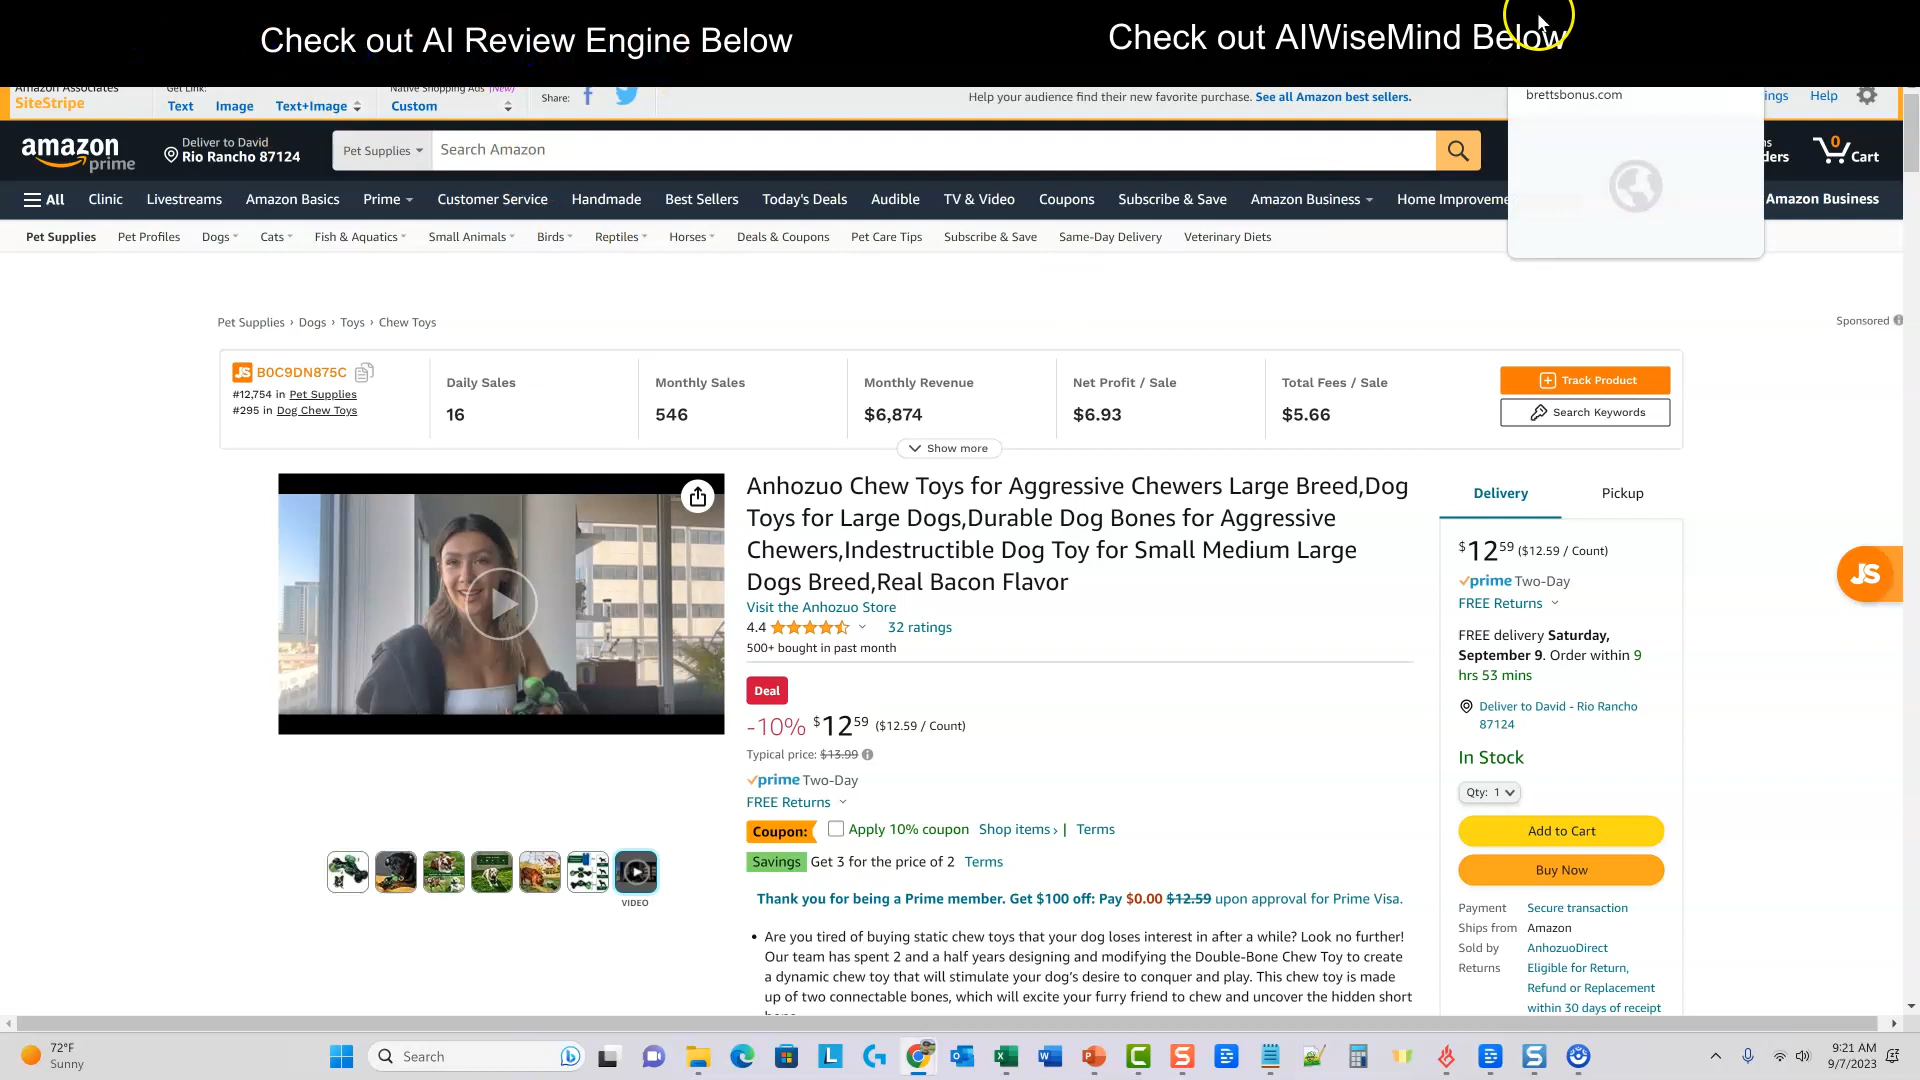 Check out AI Review Engine Below
Check out AIWiseMind Below
Amazon Associates
SiteStripe
Get Link:
Text Image Text+Image
Native Shopping Ads (New)
Custom
Share:
Help your audience find their new favorite purchase. See all Amazon best sellers.
brettsbonus.com
ings Help
amazon prime
Deliver to David
Rio Rancho 87124
Pet Supplies
Search Amazon
ns
ders
0
Cart
All Clinic Livestreams Amazon Basics Prime Customer Service Handmade Best Sellers Today's Deals Audible TV & Video Coupons Subscribe & Save Amazon Business Home Improveme
Amazon Business
Pet Supplies Pet Profiles Dogs Cats Fish & Aquatics Small Animals Birds Reptiles Horses Deals & Coupons Pet Care Tips Subscribe & Save Same-Day Delivery Veterinary Diets
Pet Supplies › Dogs › Toys › Chew Toys
Sponsored
JS B0C9DN875C
#12,754 in Pet Supplies
#295 in Dog Chew Toys
Daily Sales
16
Monthly Sales
546
Monthly Revenue
$6,874
Net Profit / Sale
$6.93
Total Fees / Sale
$5.66
Track Product
Search Keywords
Show more
Anhozuo Chew Toys for Aggressive Chewers Large Breed,Dog
Toys for Large Dogs,Durable Dog Bones for Aggressive
Chewers,Indestructible Dog Toy for Small Medium Large
Dogs Breed,Real Bacon Flavor
Visit the Anhozuo Store
4.4 32 ratings
500+ bought in past month
Deal
-10% $12 59 ($12.59 / Count)
Typical price: $13.99
prime Two-Day
FREE Returns
Coupon: Apply 10% coupon Shop items › | Terms
Savings Get 3 for the price of 2 Terms
Thank you for being a Prime member. Get $100 off: Pay $0.00 $12.59 upon approval for Prime Visa.
• Are you tired of buying static chew toys that your dog loses interest in after a while? Look no further!
Our team has spent 2 and a half years designing and modifying the Double-Bone Chew Toy to create
a dynamic chew toy that will stimulate your dog's desire to conquer and play. This chew toy is made
up of two connectable bones, which will excite your furry friend to chew and uncover the hidden short
VIDEO
Delivery Pickup
$12 59 ($12.59 / Count)
prime Two-Day
FREE Returns
FREE delivery Saturday,
September 9. Order within 9
hrs 53 mins
Deliver to David - Rio Rancho
87124
In Stock
Qty: 1
Add to Cart
Buy Now
Payment Secure transaction
Ships from Amazon
Sold by AnhozuoDirect
Returns Eligible for Return,
Refund or Replacement
within 30 days of receipt
JS
72°F
Sunny
Search
9:21 AM
9/7/2023